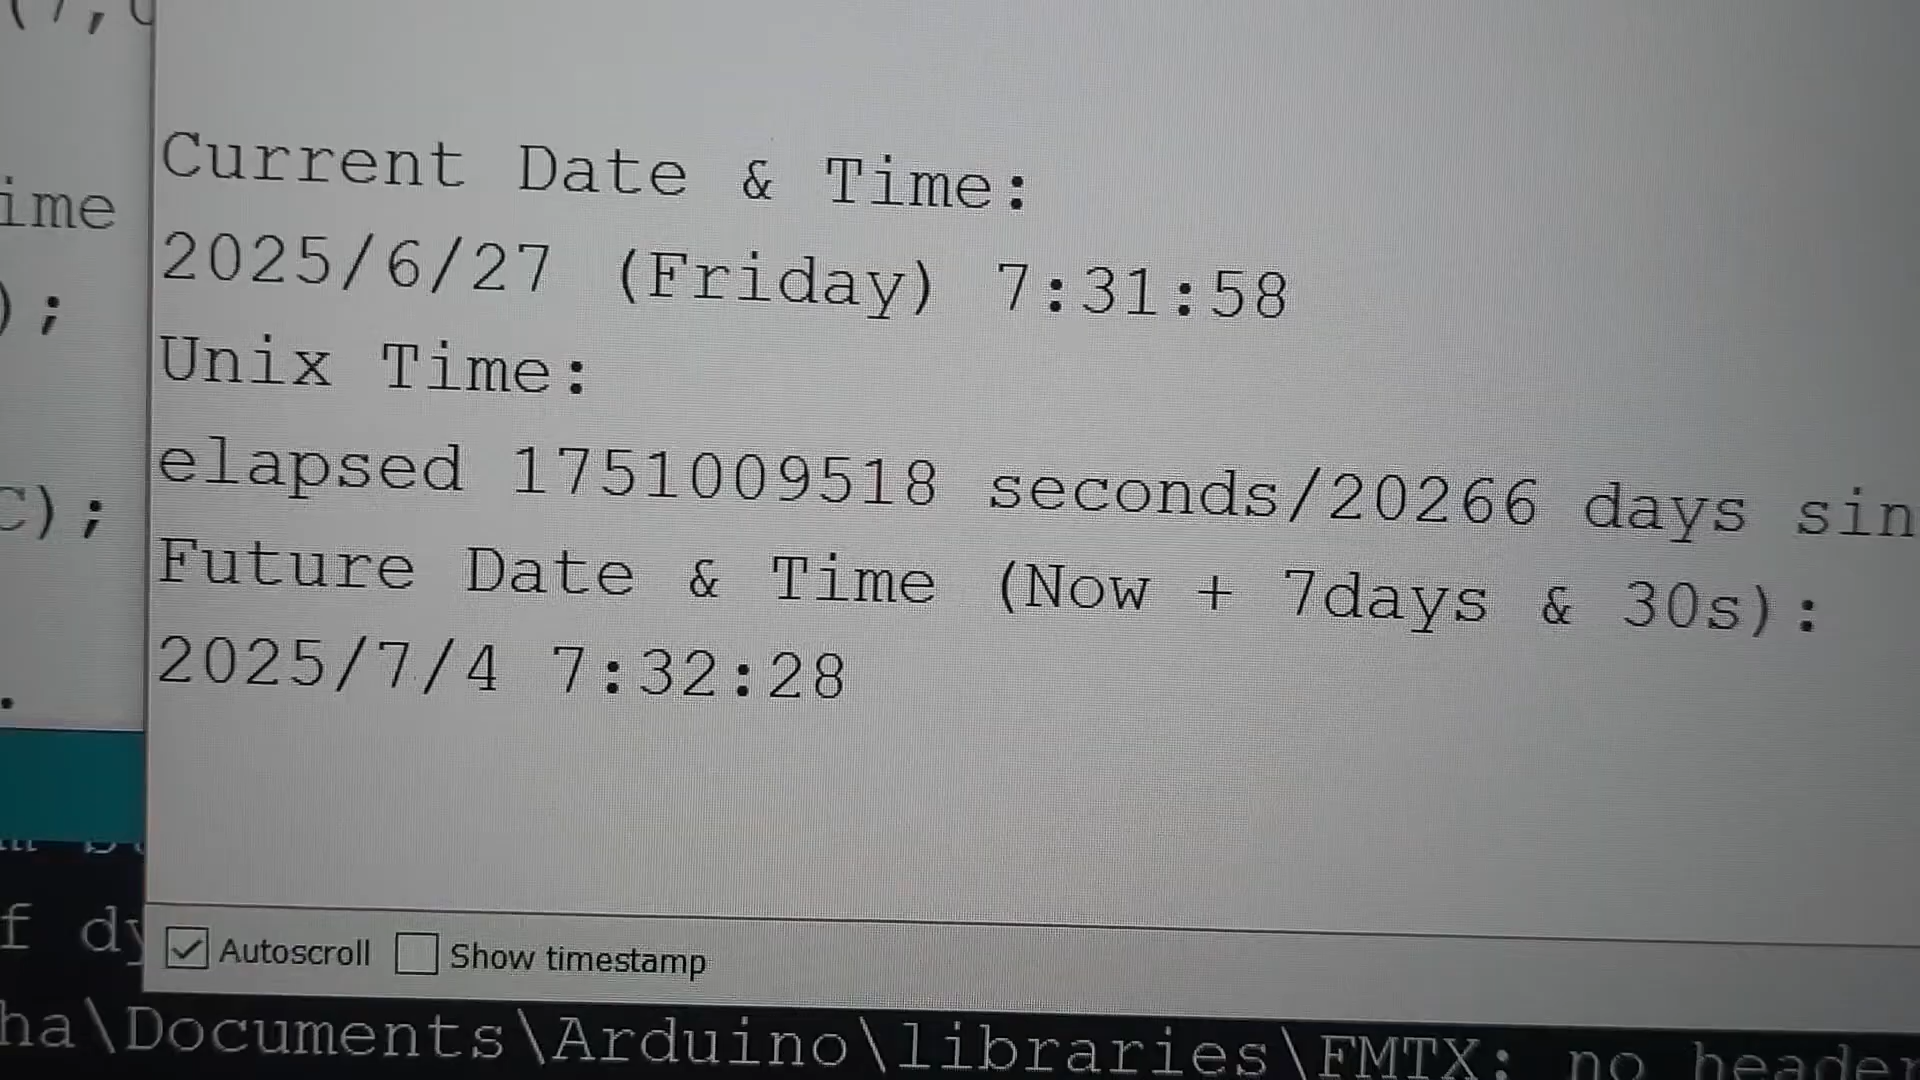 ime
);
C);
Current Date & Time:
2025/6/27 (Friday) 7:31:58
Unix Time:
elapsed 1751009518 seconds/20266 days sin
Future Date & Time (Now + 7days & 30s):
2025/7/4 7:32:28
Autoscroll Show timestamp
f dy
ha\Documents\Arduino\libraries\FMTX: no header